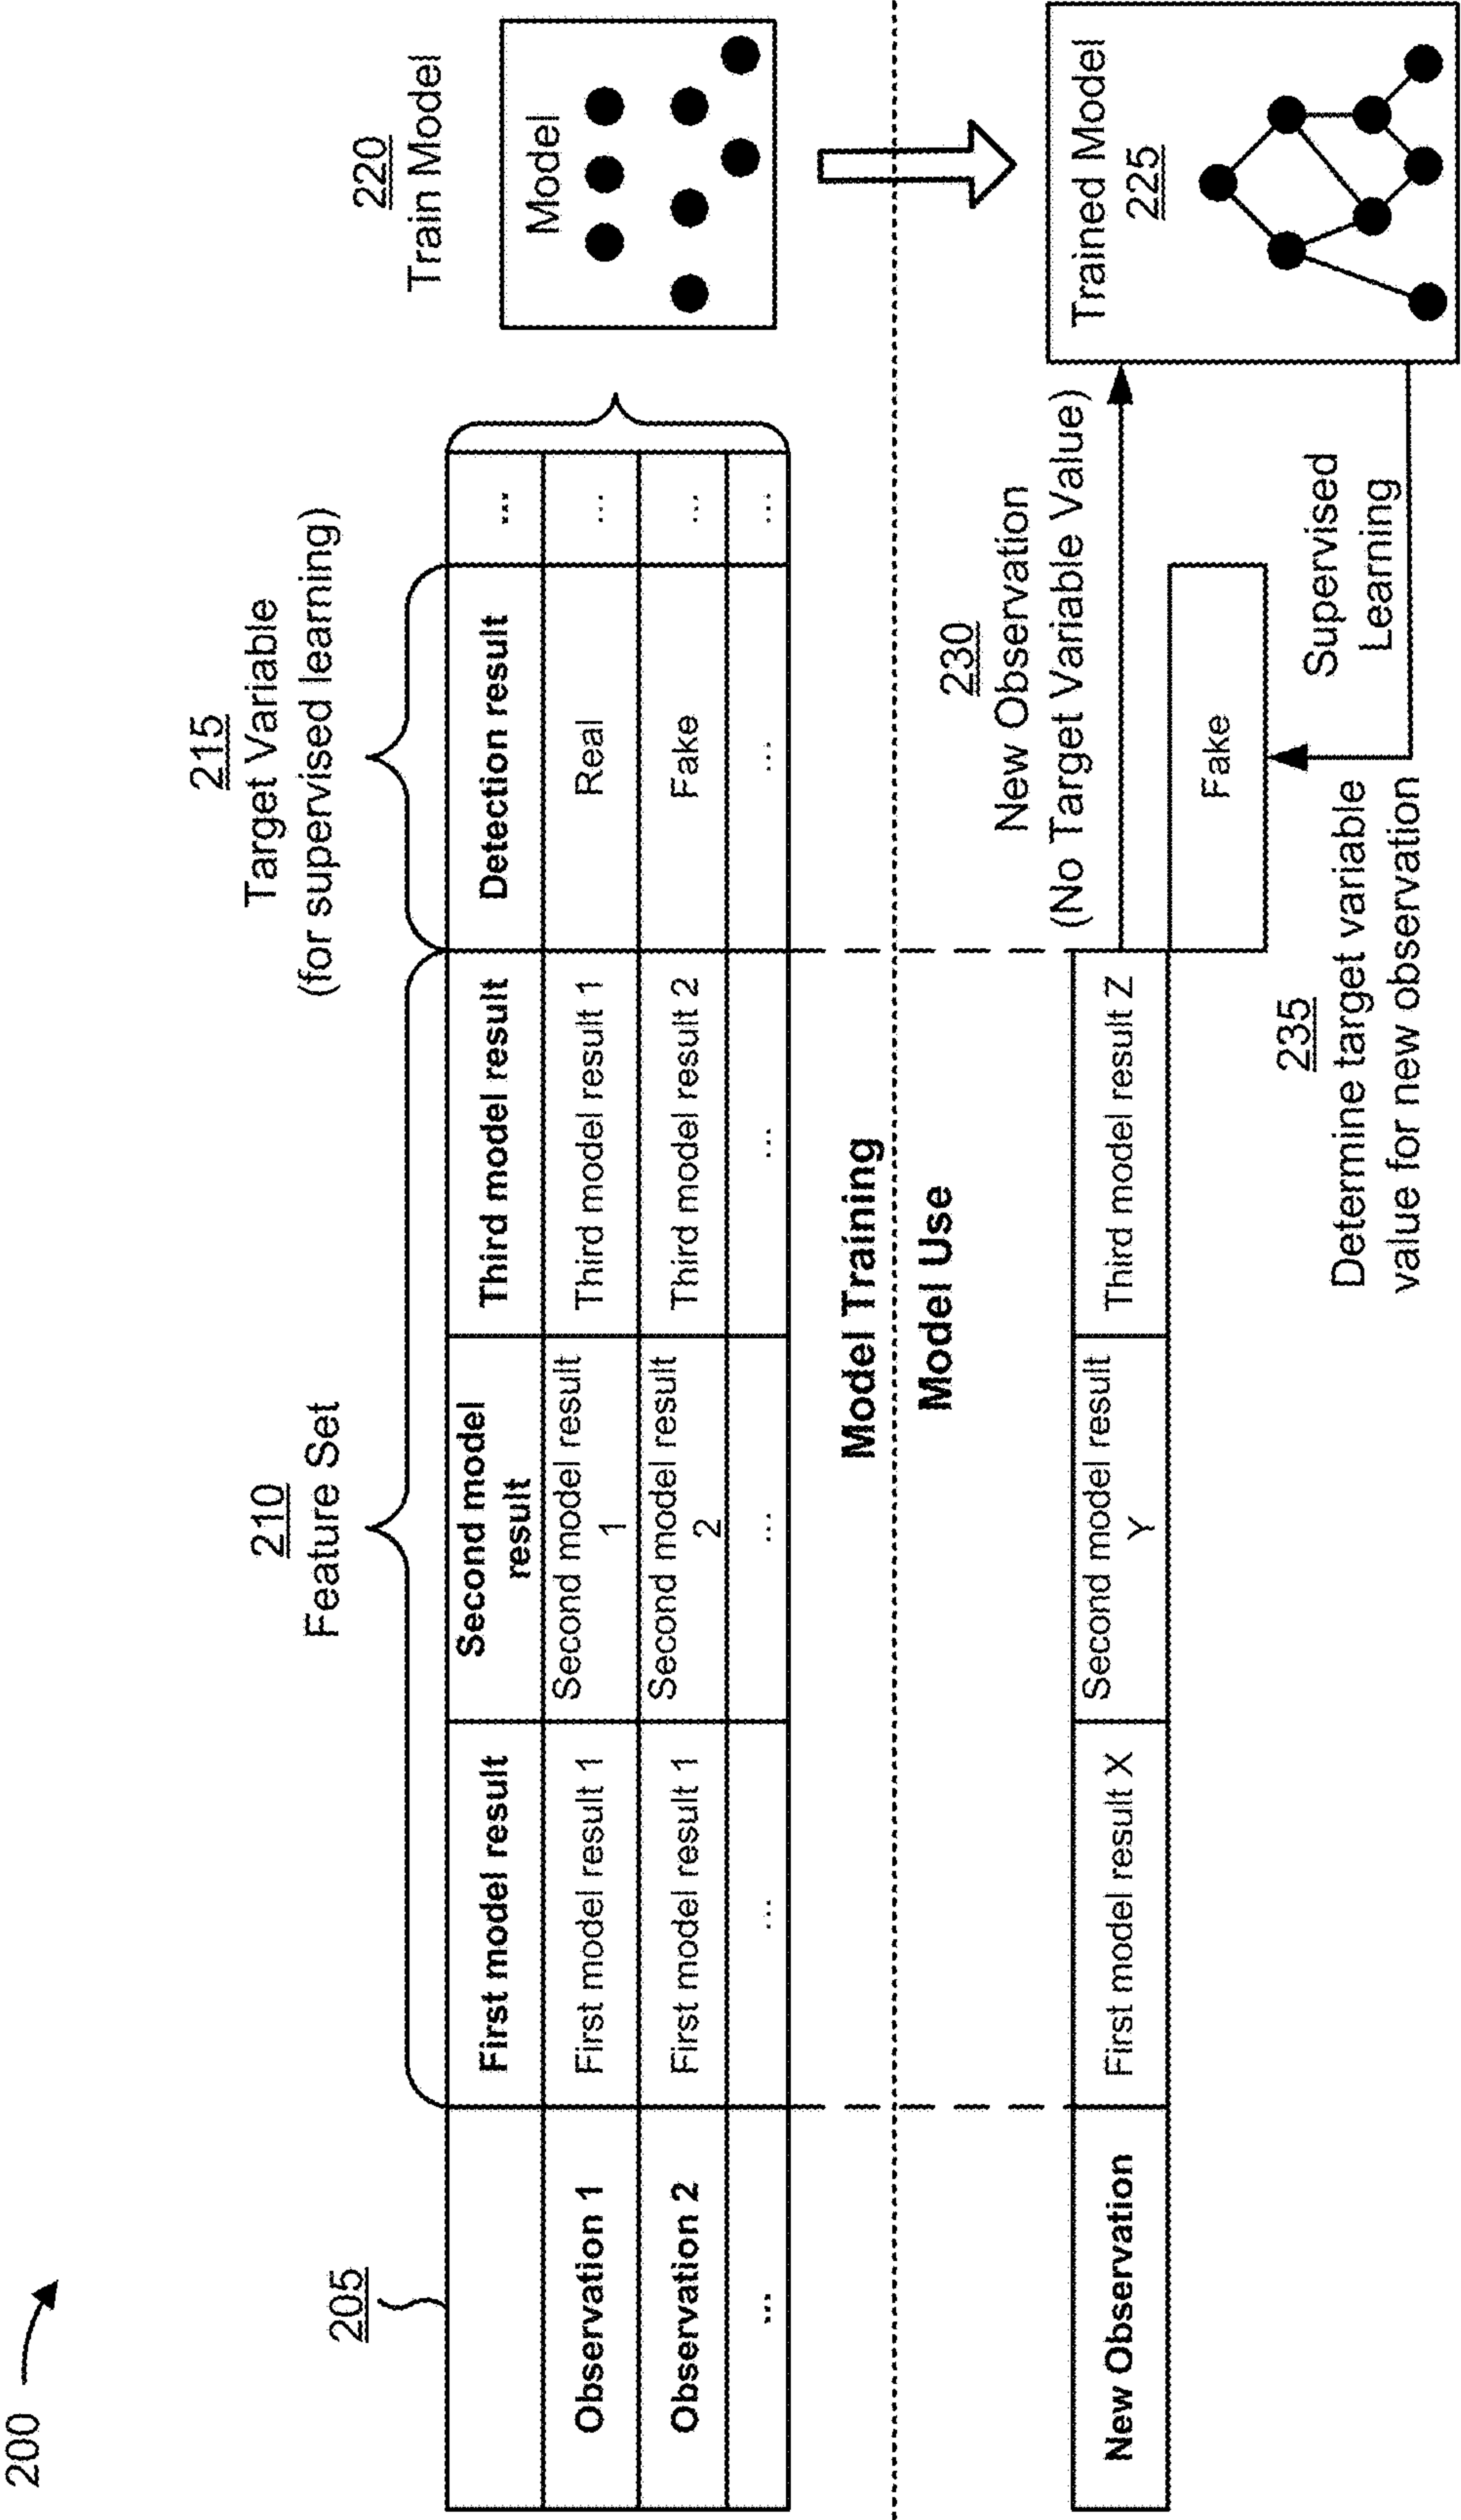 200
205
210
Feature Set
215
Target Variable
(for supervised learning)
220
Train Model
First model result
Second model
result
Third model result
Detection result
...
Observation 1
First model result 1
Second model result
1
Third model result 1
Real
...
Observation 2
First model result 1
Second model result
2
Third model result 2
Fake
...
...
...
...
...
...
...
Model
Model Training
Model Use
230
New Observation
(No Target Variable Value)
New Observation
First model result X
Second model result
Y
Third model result Z
Fake
Trained Model
225
235
Determine target variable
value for new observation
Supervised
Learning